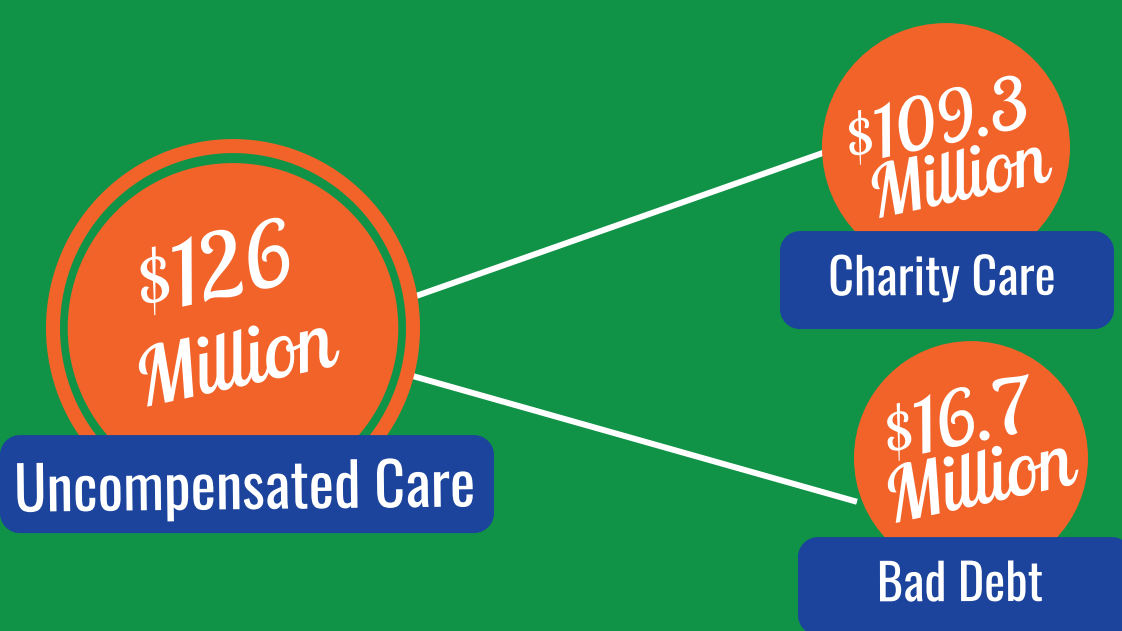 $126
Million
Uncompensated Care
$109.3
Million
Charity Care
$16.7
Million
Bad Debt